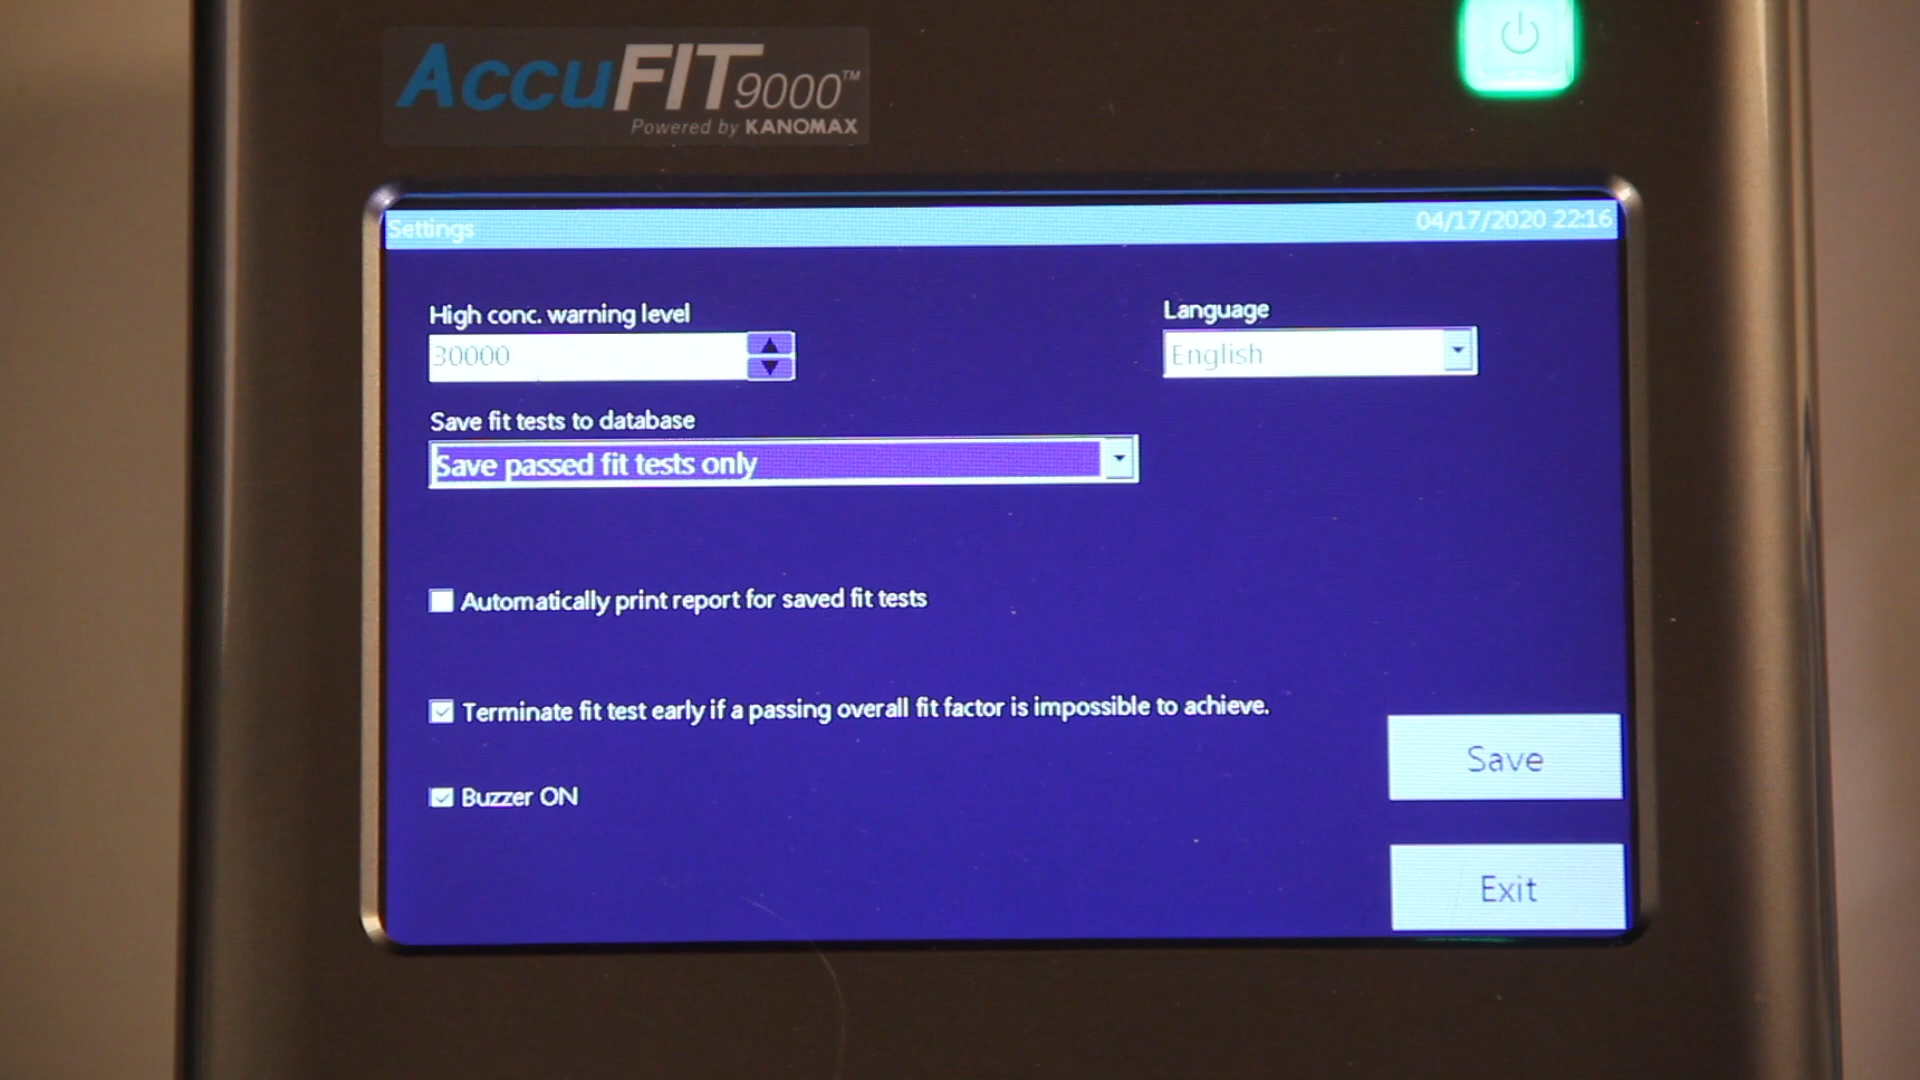 AccuFIT9000™
Powered by KANOMAX
Settings
04/17/2020 22:16
High conc. warning level
30000
Language
English
Save fit tests to database
Save passed fit tests only
Automatically print report for saved fit tests
Terminate fit test early if a passing overall fit factor is impossible to achieve.
Buzzer ON
Save
Exit